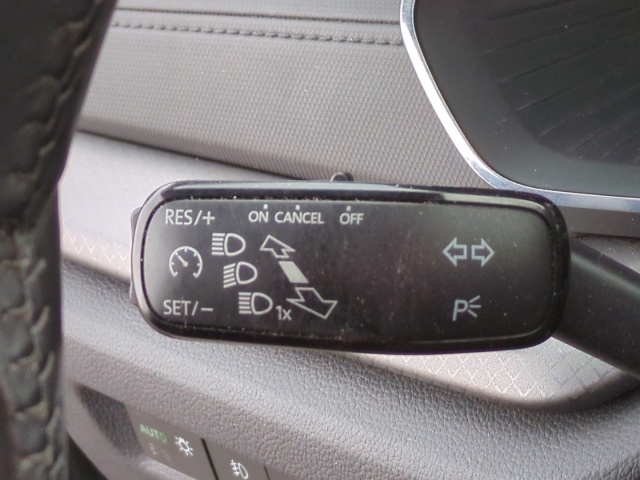 RES/+ ON CANCEL OFF
1x
SET/− P
AUTO